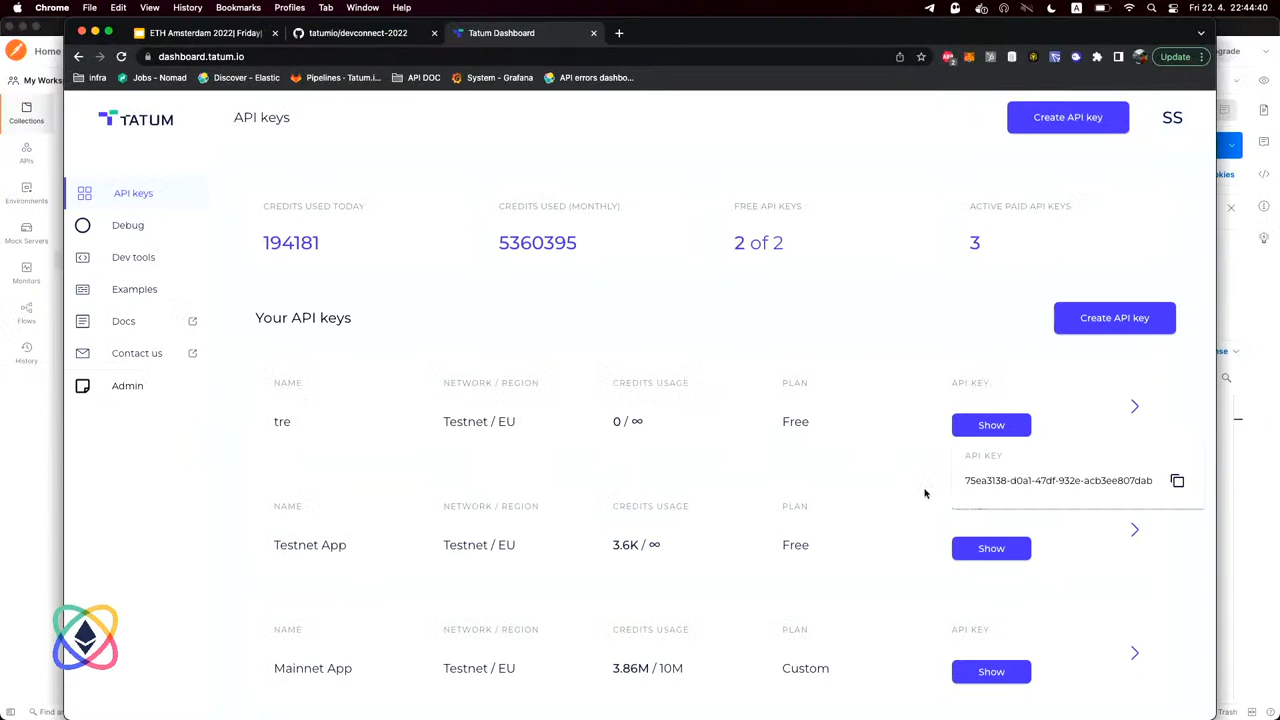 Chrome File Edit View History Bookmarks Profiles Tab Window Help
Fri 22. 4. 22:44:40
Home
ETH Amsterdam 2022| Friday|
tatumio/devconnect-2022
Tatum Dashboard
dashboard.tatum.io
Update
infra
Jobs - Nomad
Discover - Elastic
Pipelines · Tatum.i...
API DOC
System - Grafana
API errors dashbo...
My Works
Collections
APIs
Environments
Mock Servers
Monitors
Flows
History
TATUM
API keys
Create API key
SS
API keys
Debug
Dev tools
Examples
Docs
Contact us
Admin
CREDITS USED TODAY
CREDITS USED (MONTHLY)
FREE API KEYS
ACTIVE PAID API KEYS
194181
5360395
2 of 2
3
Your API keys
Create API key
NAME NETWORK / REGION CREDITS USAGE PLAN API KEY
tre Testnet / EU 0 / ∞ Free Show
API KEY
75ea3138-d0a1-47df-932e-acb3ee807dab
NAME NETWORK / REGION CREDITS USAGE PLAN
Testnet App Testnet / EU 3.6K / ∞ Free Show
NAME NETWORK / REGION CREDITS USAGE PLAN API KEY
Mainnet App Testnet / EU 3.86M / 10M Custom Show
Find a
Trash